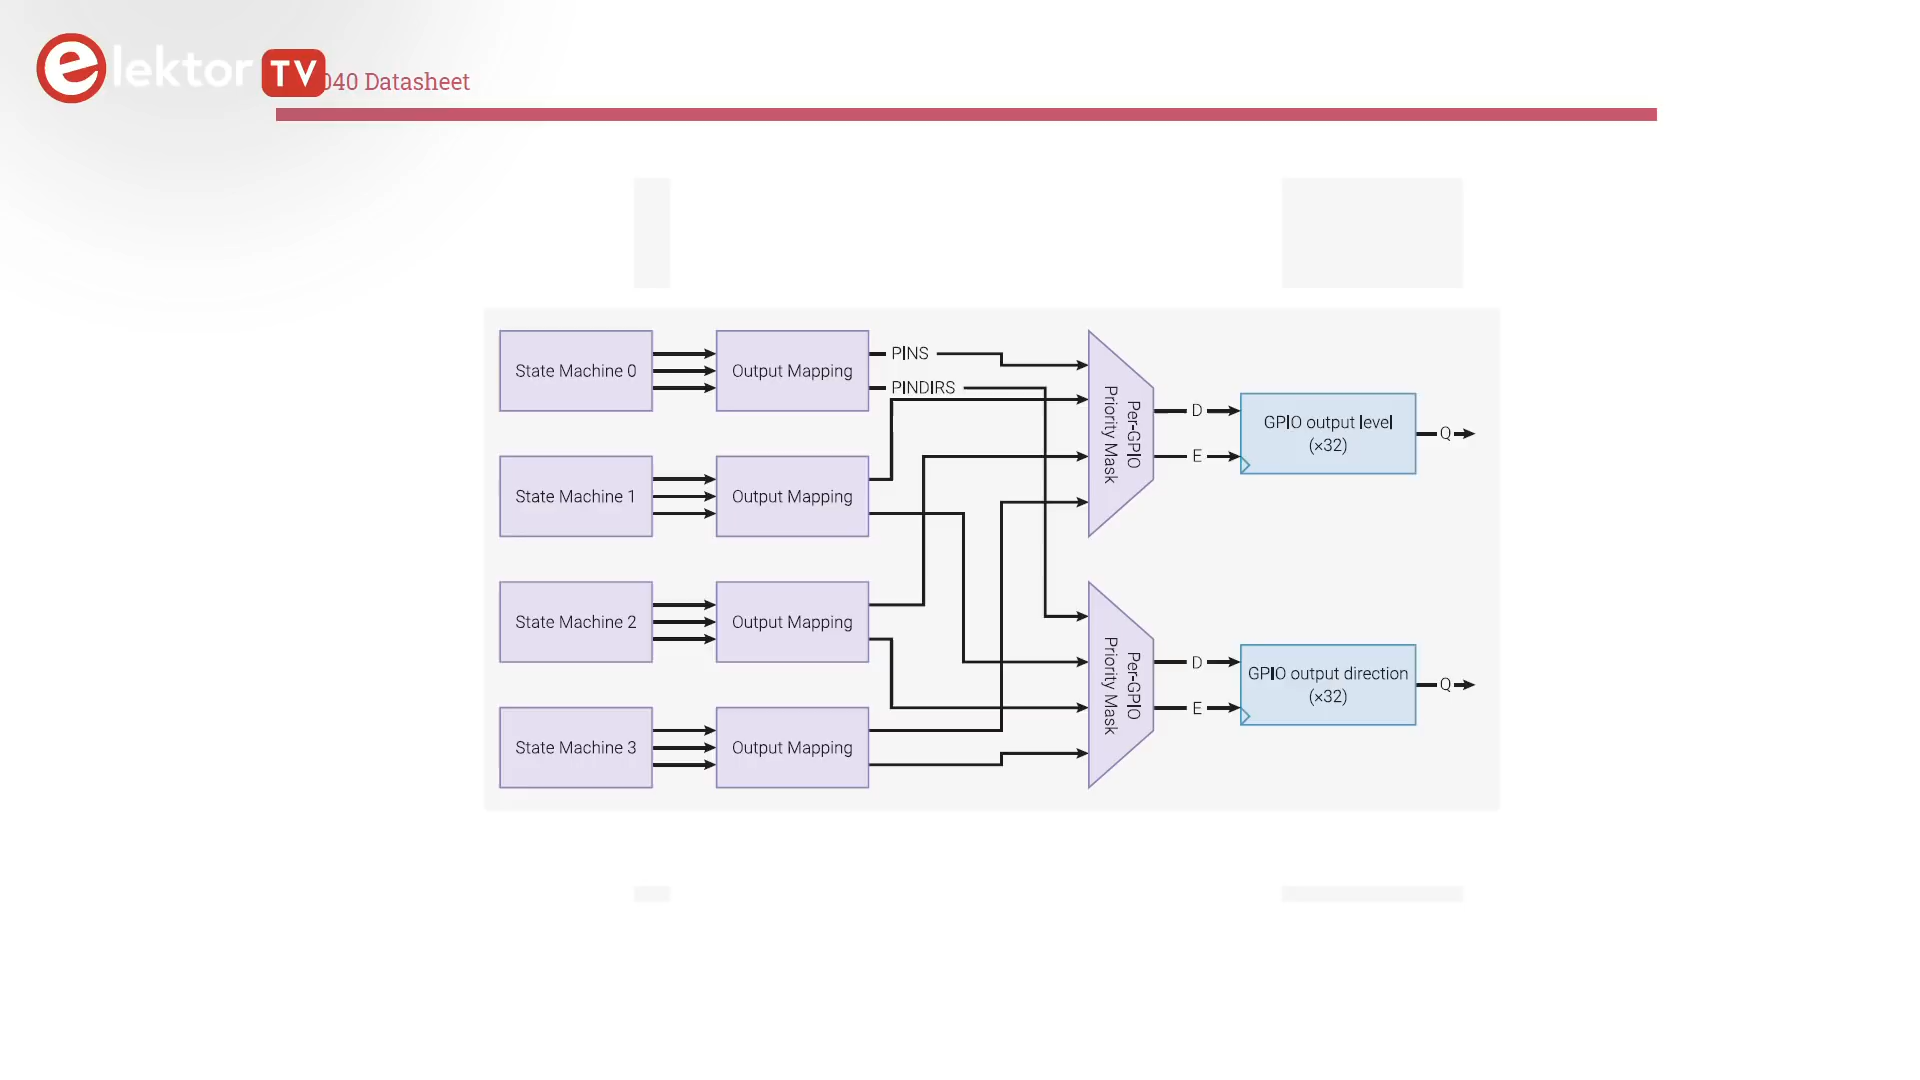 elektor TV
040 Datasheet
State Machine 0
Output Mapping
PINS
PINDIRS
Per-GPIO
Priority Mask
D
E
GPIO output level
(×32)
Q
State Machine 1
Output Mapping
State Machine 2
Output Mapping
Per-GPIO
Priority Mask
D
E
GPIO output direction
(×32)
Q
State Machine 3
Output Mapping